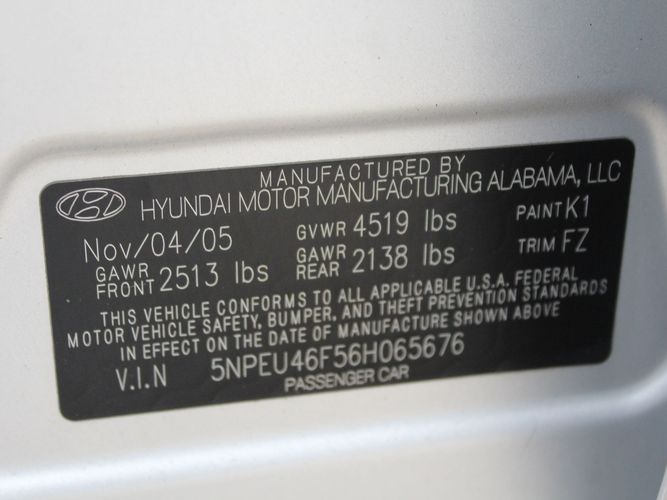 MANUFACTURED BY
HYUNDAI MOTOR MANUFACTURING ALABAMA, LLC
Nov/04/05 GVWR 4519 lbs PAINT K1
GAWR FRONT 2513 lbs GAWR REAR 2138 lbs TRIM FZ
THIS VEHICLE CONFORMS TO ALL APPLICABLE U.S.A. FEDERAL
MOTOR VEHICLE SAFETY, BUMPER, AND THEFT PREVENTION STANDARDS
IN EFFECT ON THE DATE OF MANUFACTURE SHOWN ABOVE
V.I.N 5NPEU46F56H065676
PASSENGER CAR